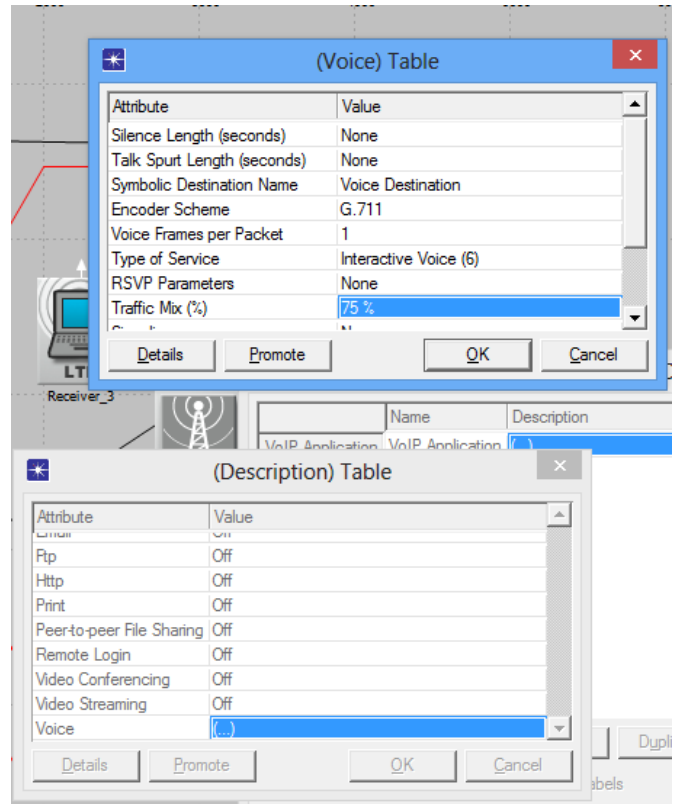 (Voice) Table
Attribute Value
Silence Length (seconds) None
Talk Spurt Length (seconds) None
Symbolic Destination Name Voice Destination
Encoder Scheme G.711
Voice Frames per Packet 1
Type of Service Interactive Voice (6)
RSVP Parameters None
Traffic Mix (%) 75 %
Details Promote OK Cancel
Receiver_3
Name Description
VoIP Application VoIP Application (...)
(Description) Table
Attribute Value
Email Off
Ftp Off
Http Off
Print Off
Peer-to-peer File Sharing Off
Remote Login Off
Video Conferencing Off
Video Streaming Off
Voice (...)
Details Promote OK Cancel